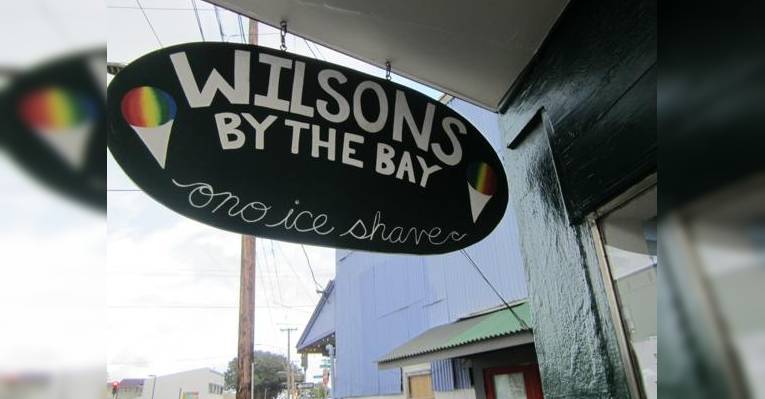 WILSONS
BY THE BAY
ono ice shave